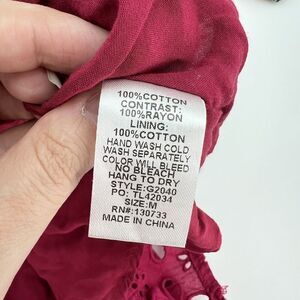 100%COTTON
CONTRAST:
100%RAYON
LINING:
100%COTTON
HAND WASH COLD
WASH SEPARATELY
COLOR WILL BLEED
NO BLEACH
HANG TO DRY
STYLE:G2040
PO: TL42034
SIZE:M
RN#:130733
MADE IN CHINA